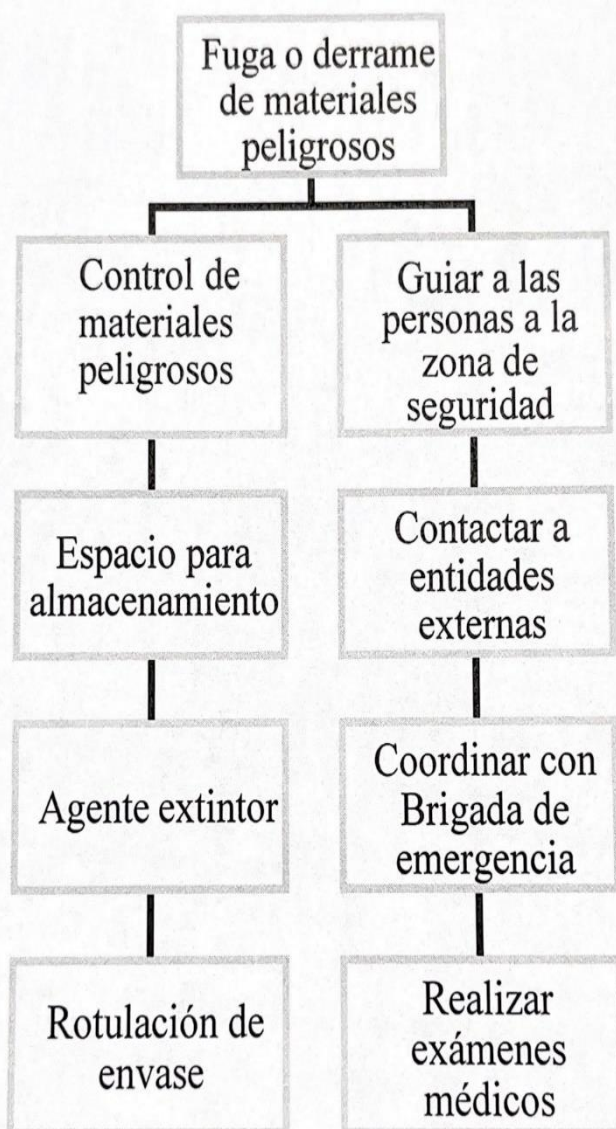 Fuga o derrame
de materiales
peligrosos
Control de
materiales
peligrosos
Guiar a las
personas a la
zona de
seguridad
Espacio para
almacenamiento
Contactar a
entidades
externas
Agente extintor
Coordinar con
Brigada de
emergencia
Rotulación de
envase
Realizar
exámenes
médicos